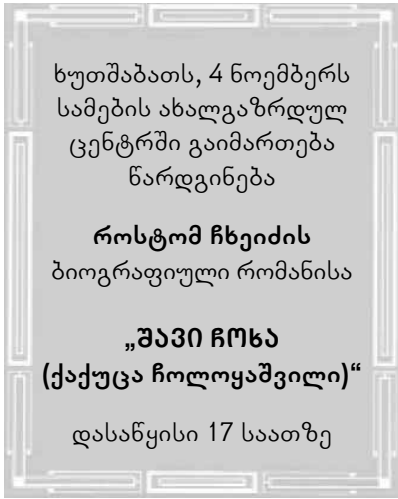 ხუთშაბათს, 4 ნოემბერს
სამების ახალგაზრდულ
ცენტრში გაიმართება
წარდგინება
როსტომ ჩხეიძის
ბიოგრაფიული რომანისა
„შავი ჩოხა
(ქაქუცა ჩოლოყაშვილი)“
დასაწყისი 17 საათზე